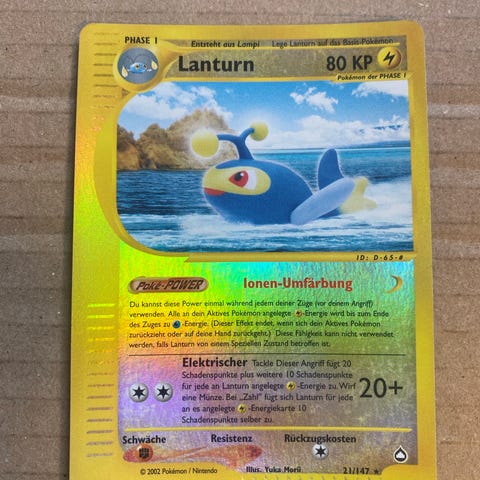 PHASE 1 Entsteht aus Lampi Lege Lanturn auf das Basis-Pokémon
Lanturn 80 KP
Pokémon der PHASE 1
ID: D-65-#
Poké-POWER Ionen-Umfärbung
Du kannst diese Power einmal während jedem deiner Züge (vor deinem Angriff)
verwenden. Alle an dein Aktives Pokémon angelegte -Energie wird bis zum Ende
des Zuges zu -Energie. (Dieser Effekt endet, wenn sich dein Aktives Pokémon
zurückzieht oder auf deine Hand zurückgeht.) Diese Fähigkeit kann nicht verwendet
werden, falls Lanturn von einem Speziellen Zustand betroffen ist.
Elektrischer Tackle Dieser Angriff fügt 20
Schadenspunkte plus weitere 10 Schadenspunkte
für jede an Lanturn angelegte -Energie zu. Wirf
eine Münze. Bei „Zahl" fügt sich Lanturn für jede
an es angelegte -Energiekarte 10
Schadenspunkte selber zu.
20+
Schwäche Resistenz Rückzugskosten
© 2002 Pokémon / Nintendo Illus. Yuka Morii 21/147